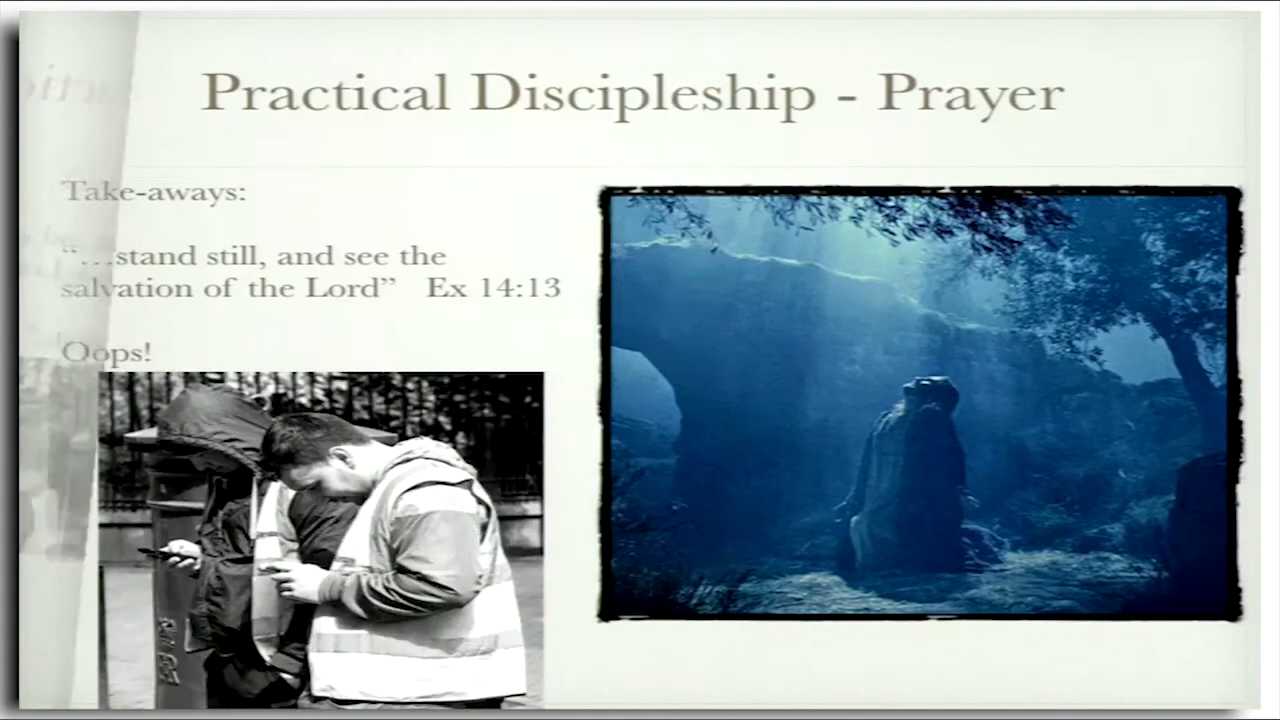 Practical Discipleship - Prayer
Take-aways:
“…stand still, and see the
salvation of the Lord” Ex 14:13
Oops!